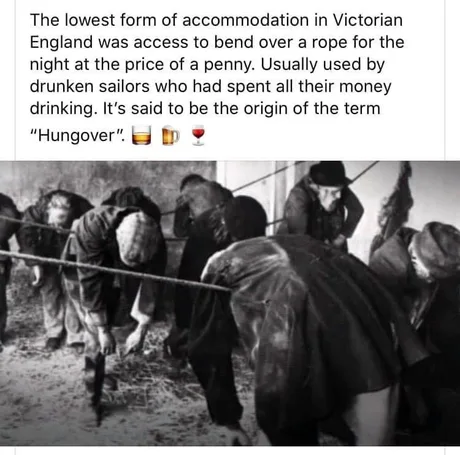 The lowest form of accommodation in Victorian
England was access to bend over a rope for the
night at the price of a penny. Usually used by
drunken sailors who had spent all their money
drinking. It’s said to be the origin of the term
“Hungover”. 🥃 🍺 🍷